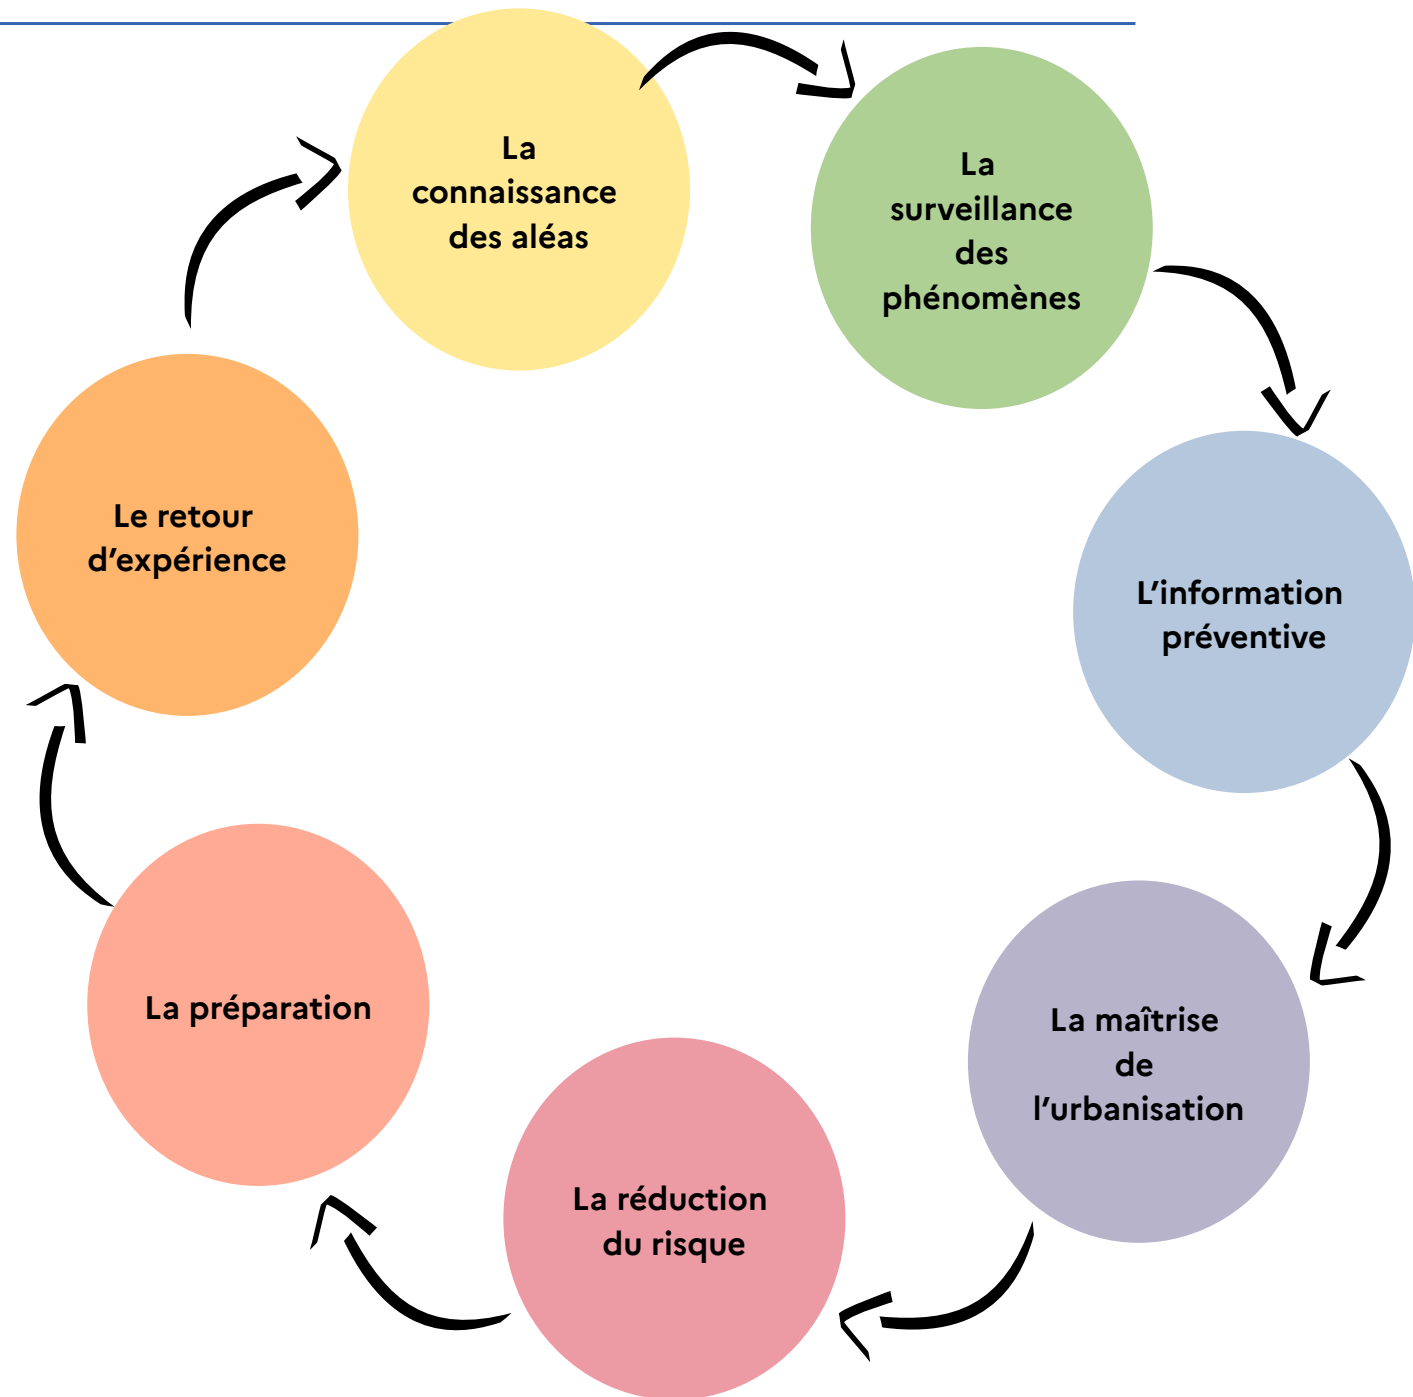 La
connaissance
des aléas
La
surveillance
des
phénomènes
L'information
préventive
La maîtrise
de
l'urbanisation
La réduction
du risque
La préparation
Le retour
d'expérience